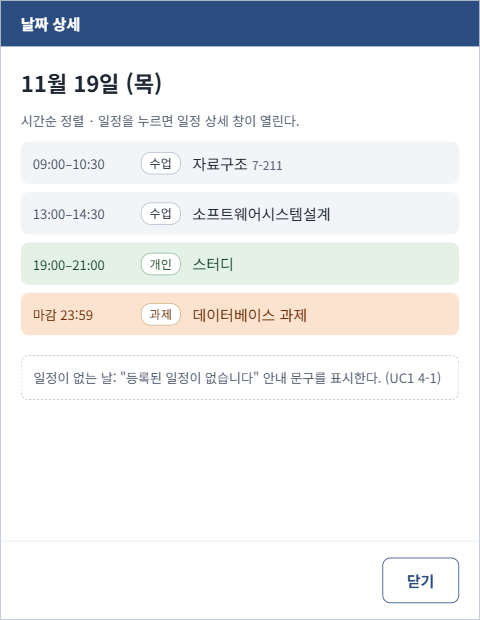 날짜 상세
11월 19일 (목)
시간순 정렬 · 일정을 누르면 일정 상세 창이 열린다.
09:00–10:30 수업 자료구조 7-211
13:00–14:30 수업 소프트웨어시스템설계
19:00–21:00 개인 스터디
마감 23:59 과제 데이터베이스 과제
일정이 없는 날: "등록된 일정이 없습니다" 안내 문구를 표시한다. (UC1 4-1)
닫기